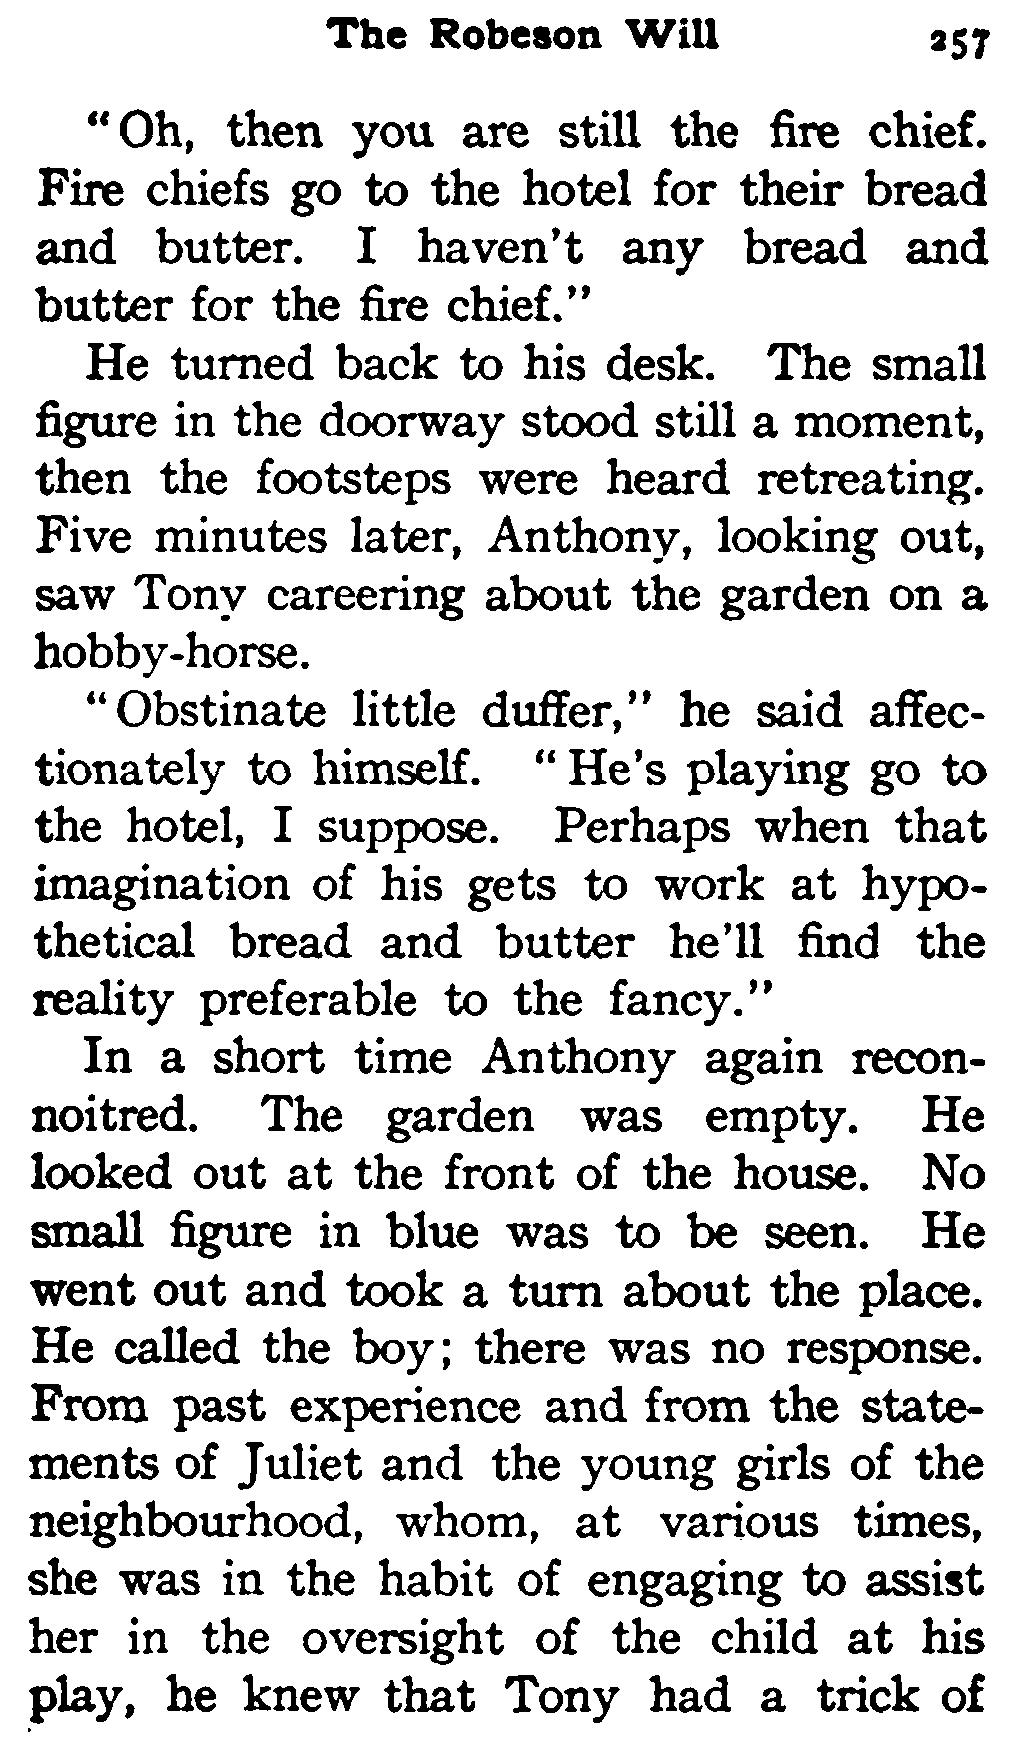 The Robeson Will 257
"Oh, then you are still the fire chief.
Fire chiefs go to the hotel for their bread
and butter. I haven't any bread and
butter for the fire chief."
He turned back to his desk. The small
figure in the doorway stood still a moment,
then the footsteps were heard retreating.
Five minutes later, Anthony, looking out,
saw Tony careering about the garden on a
hobby-horse.
"Obstinate little duffer," he said affec-
tionately to himself. "He's playing go to
the hotel, I suppose. Perhaps when that
imagination of his gets to work at hypo-
thetical bread and butter he'll find the
reality preferable to the fancy."
In a short time Anthony again recon-
noitred. The garden was empty. He
looked out at the front of the house. No
small figure in blue was to be seen. He
went out and took a turn about the place.
He called the boy; there was no response.
From past experience and from the state-
ments of Juliet and the young girls of the
neighbourhood, whom, at various times,
she was in the habit of engaging to assist
her in the oversight of the child at his
play, he knew that Tony had a trick of